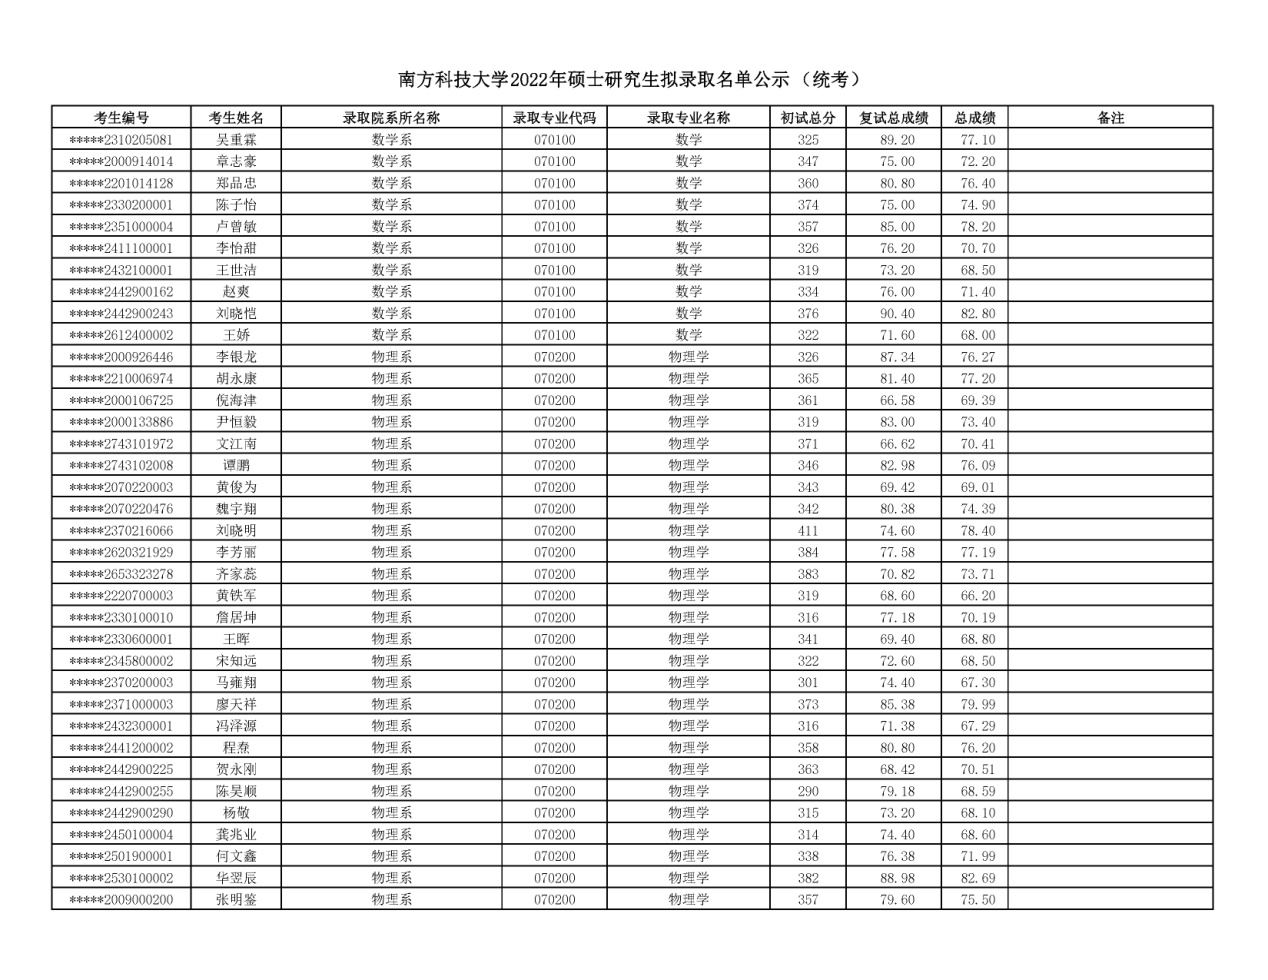 南方科技大学2022年硕士研究生拟录取名单公示 （统考）
考生编号 考生姓名 录取院系所名称 录取专业代码 录取专业名称 初试总分 复试总成绩 总成绩 备注
*****2310205081 吴重霖 数学系 070100 数学 325 89.20 77.10
*****2000914014 章志豪 数学系 070100 数学 347 75.00 72.20
*****2201014128 郑品忠 数学系 070100 数学 360 80.80 76.40
*****2330200001 陈子怡 数学系 070100 数学 374 75.00 74.90
*****2351000004 卢曾敏 数学系 070100 数学 357 85.00 78.20
*****2411100001 李怡甜 数学系 070100 数学 326 76.20 70.70
*****2432100001 王世洁 数学系 070100 数学 319 73.20 68.50
*****2442900162 赵爽 数学系 070100 数学 334 76.00 71.40
*****2442900243 刘晓恺 数学系 070100 数学 376 90.40 82.80
*****2612400002 王娇 数学系 070100 数学 322 71.60 68.00
*****2000926446 李银龙 物理系 070200 物理学 326 87.34 76.27
*****2210006974 胡永康 物理系 070200 物理学 365 81.40 77.20
*****2000106725 倪海津 物理系 070200 物理学 361 66.58 69.39
*****2000133886 尹恒毅 物理系 070200 物理学 319 83.00 73.40
*****2743101972 文江南 物理系 070200 物理学 371 66.62 70.41
*****2743102008 谭鹏 物理系 070200 物理学 346 82.98 76.09
*****2070220003 黄俊为 物理系 070200 物理学 343 69.42 69.01
*****2070220476 魏宇翔 物理系 070200 物理学 342 80.38 74.39
*****2370216066 刘晓明 物理系 070200 物理学 411 74.60 78.40
*****2620321929 李芳丽 物理系 070200 物理学 384 77.58 77.19
*****2653323278 齐家蕊 物理系 070200 物理学 383 70.82 73.71
*****2220700003 黄铁军 物理系 070200 物理学 319 68.60 66.20
*****2330100010 詹居坤 物理系 070200 物理学 316 77.18 70.19
*****2330600001 王晖 物理系 070200 物理学 341 69.40 68.80
*****2345800002 宋知远 物理系 070200 物理学 322 72.60 68.50
*****2370200003 马雍翔 物理系 070200 物理学 301 74.40 67.30
*****2371000003 廖天祥 物理系 070200 物理学 373 85.38 79.99
*****2432300001 冯泽源 物理系 070200 物理学 316 71.38 67.29
*****2441200002 程焘 物理系 070200 物理学 358 80.80 76.20
*****2442900225 贺永刚 物理系 070200 物理学 363 68.42 70.51
*****2442900255 陈昊顺 物理系 070200 物理学 290 79.18 68.59
*****2442900290 杨敬 物理系 070200 物理学 315 73.20 68.10
*****2450100004 龚兆业 物理系 070200 物理学 314 74.40 68.60
*****2501900001 何文鑫 物理系 070200 物理学 338 76.38 71.99
*****2530100002 华翌辰 物理系 070200 物理学 382 88.98 82.69
*****2009000200 张明鉴 物理系 070200 物理学 357 79.60 75.50